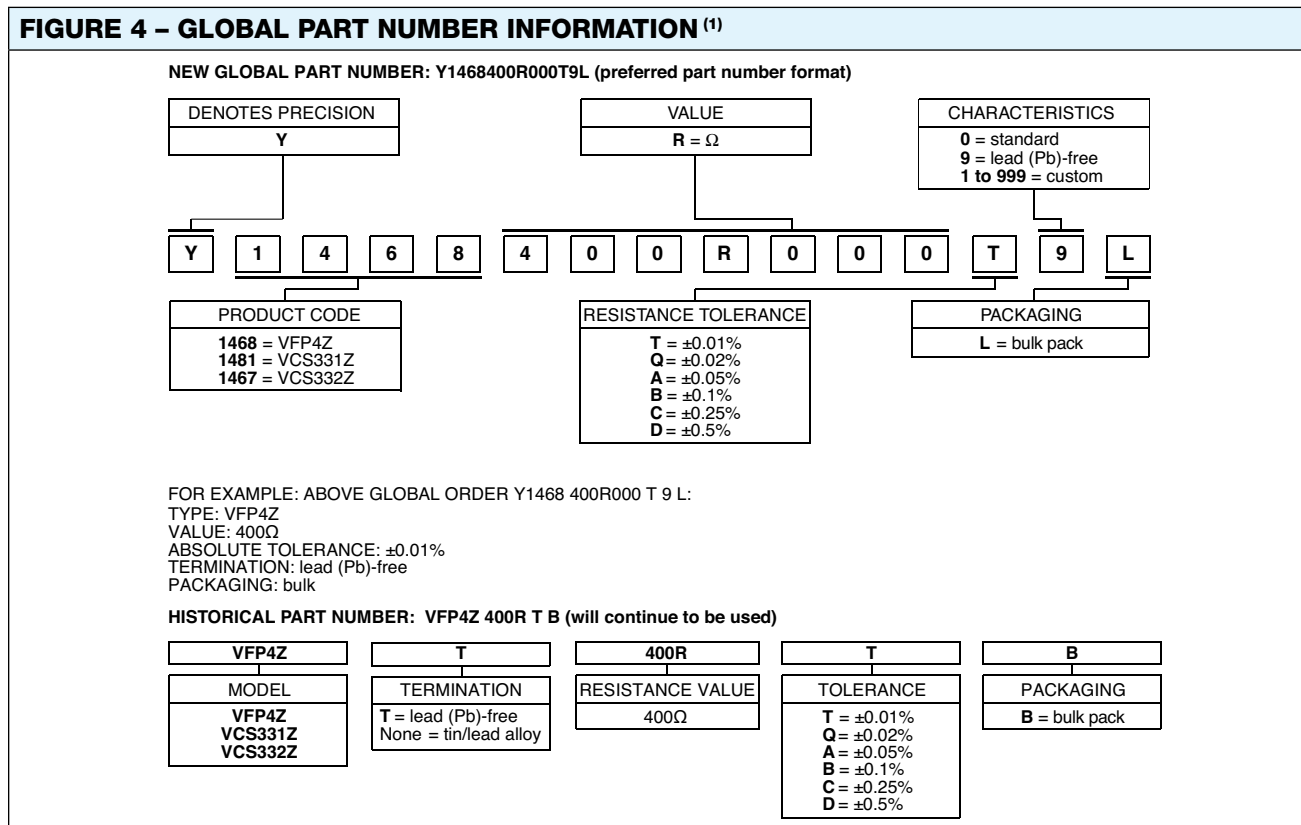 FIGURE 4 – GLOBAL PART NUMBER INFORMATION (1)
NEW GLOBAL PART NUMBER: Y1468400R000T9L (preferred part number format)
DENOTES PRECISION
Y
VALUE
R = Ω
CHARACTERISTICS
0 = standard
9 = lead (Pb)-free
1 to 999 = custom
Y 1 4 6 8 4 0 0 R 0 0 0 T 9 L
PRODUCT CODE
1468 = VFP4Z
1481 = VCS331Z
1467 = VCS332Z
RESISTANCE TOLERANCE
T = ±0.01%
Q = ±0.02%
A = ±0.05%
B = ±0.1%
C = ±0.25%
D = ±0.5%
PACKAGING
L = bulk pack
FOR EXAMPLE: ABOVE GLOBAL ORDER Y1468 400R000 T 9 L:
TYPE: VFP4Z
VALUE: 400Ω
ABSOLUTE TOLERANCE: ±0.01%
TERMINATION: lead (Pb)-free
PACKAGING: bulk
HISTORICAL PART NUMBER: VFP4Z 400R T B (will continue to be used)
VFP4Z
T
400R
T
B
MODEL
VFP4Z
VCS331Z
VCS332Z
TERMINATION
T = lead (Pb)-free
None = tin/lead alloy
RESISTANCE VALUE
400Ω
TOLERANCE
T = ±0.01%
Q = ±0.02%
A = ±0.05%
B = ±0.1%
C = ±0.25%
D = ±0.5%
PACKAGING
B = bulk pack